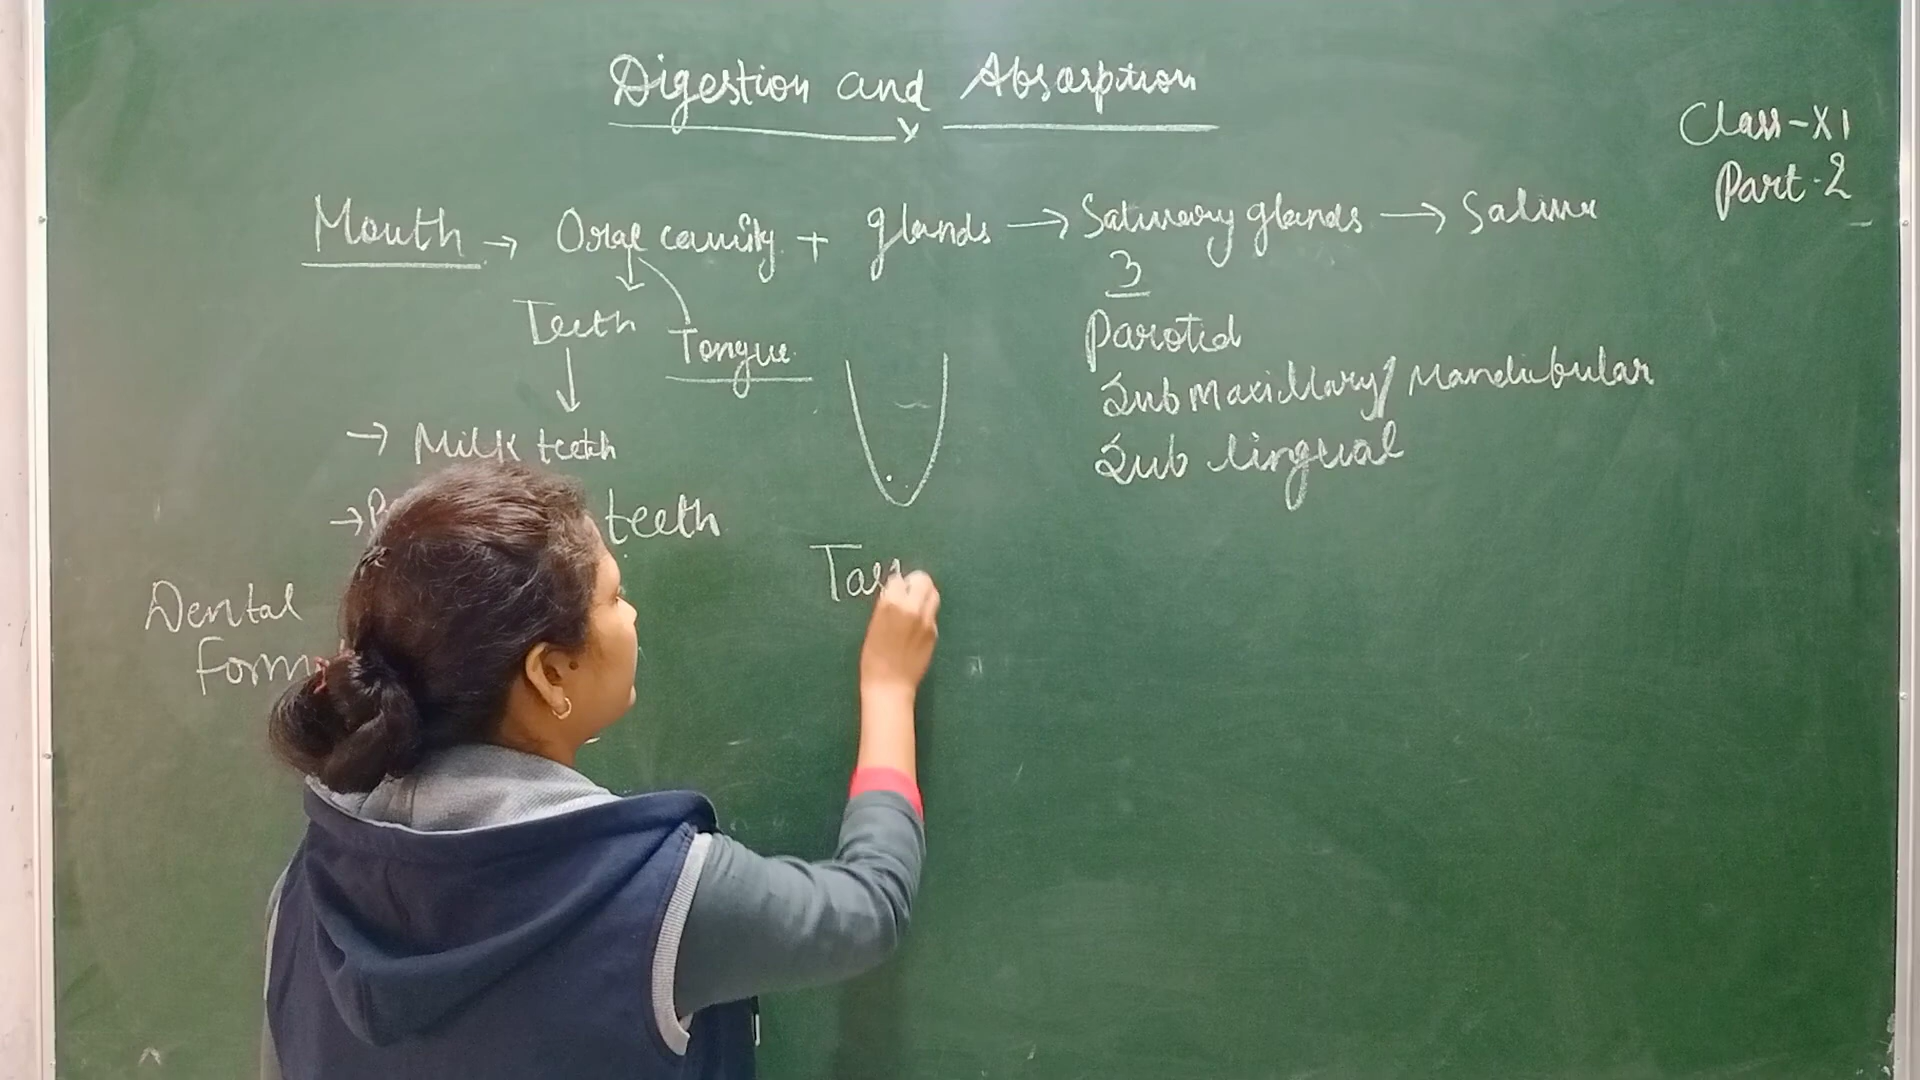 Digestion and Absorption
Class-XI
Part-2
Mouth → Oral cavity + glands → Salivary glands → Saliva
3
Teeth
Tongue
Parotid
Sub Maxillary/Mandibular
→ Milk teeth
Sub lingual
→ teeth
Dental